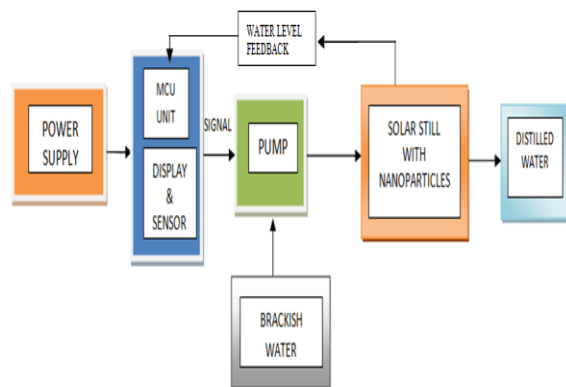 WATER LEVEL
FEEDBACK
MCU
UNIT
POWER
SUPPLY
DISPLAY
&
SENSOR
SIGNAL
PUMP
SOLAR STILL
WITH
NANOPARTICLES
DISTILLED
WATER
BRACKISH
WATER